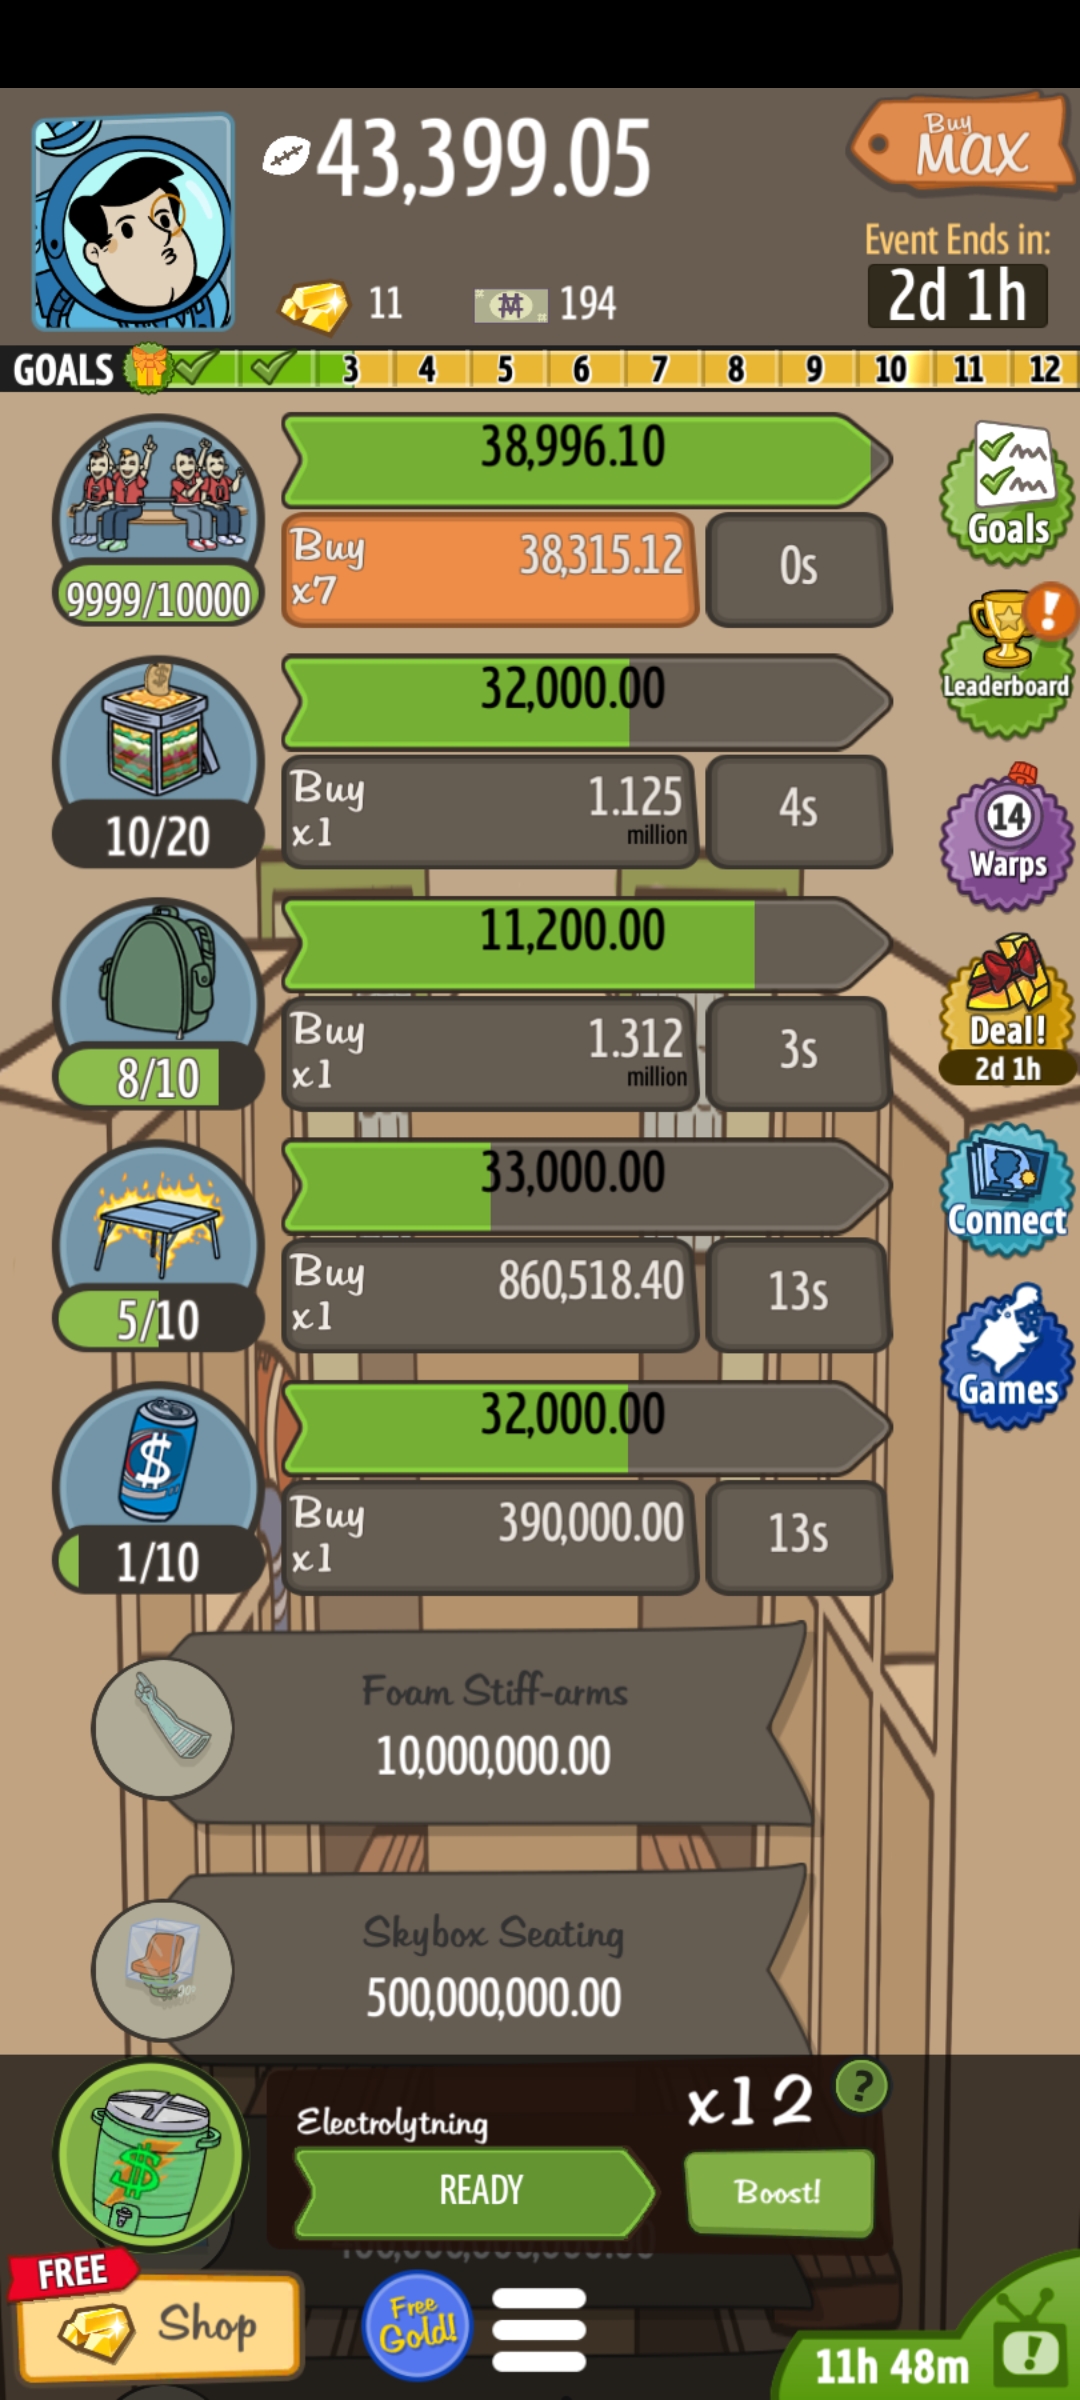 43,399.05
Buy
MAX
Event Ends in:
2d 1h
11
194
GOALS 3 4 5 6 7 8 9 10 11 12
38,996.10
Buy
x7
38,315.12
0s
9999/10000
Goals
32,000.00
Buy
x1
1.125
million
4s
10/20
Leaderboard
11,200.00
Buy
x1
1.312
million
3s
8/10
14
Warps
33,000.00
Buy
x1
860,518.40
13s
5/10
Deal!
2d 1h
32,000.00
Buy
x1
390,000.00
13s
1/10
Connect
Games
Foam Stiff-arms
10,000,000.00
Skybox Seating
500,000,000.00
Electrolytning
x12
?
READY
Boost!
FREE
Shop
Free
Gold!
11h 48m